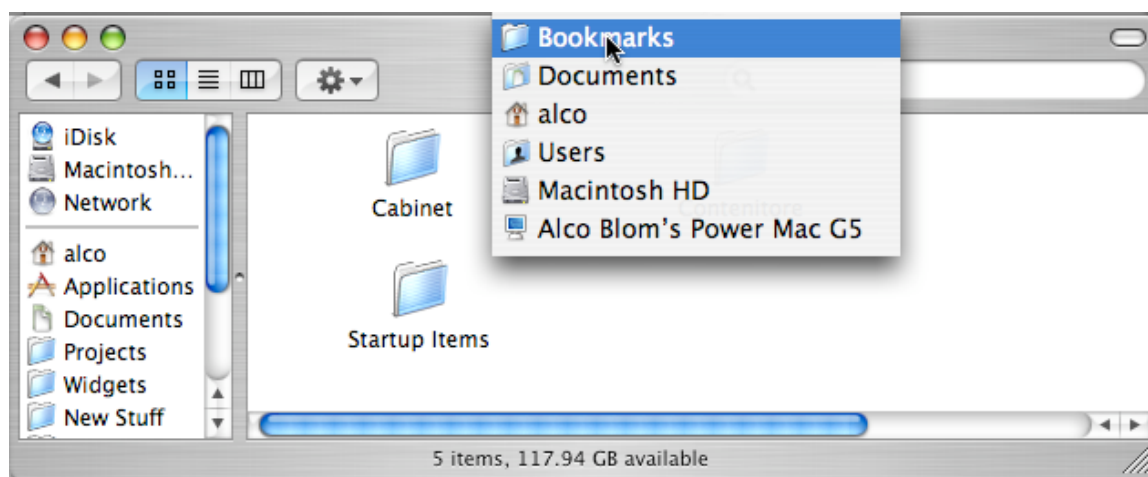 Bookmarks
Documents
alco
Users
Macintosh HD
Alco Blom's Power Mac G5
iDisk
Macintosh...
Network
alco
Applications
Documents
Projects
Widgets
New Stuff
Cabinet
Contenitore
Startup Items
5 items, 117.94 GB available